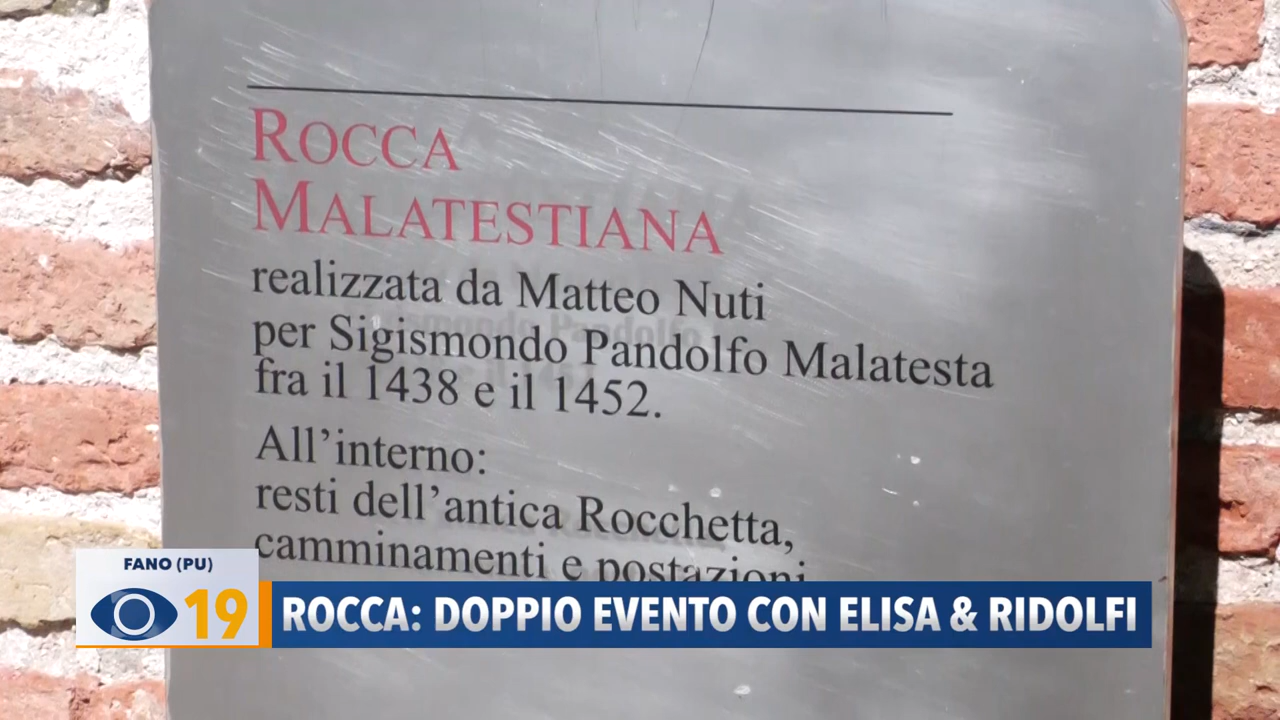 ROCCA
MALATESTIANA
realizzata da Matteo Nuti
per Sigismondo Pandolfo Malatesta
fra il 1438 e il 1452.
All’interno:
resti dell’antica Rocchetta,
camminamenti e postazioni
FANO (PU)
19
ROCCA: DOPPIO EVENTO CON ELISA & RIDOLFI